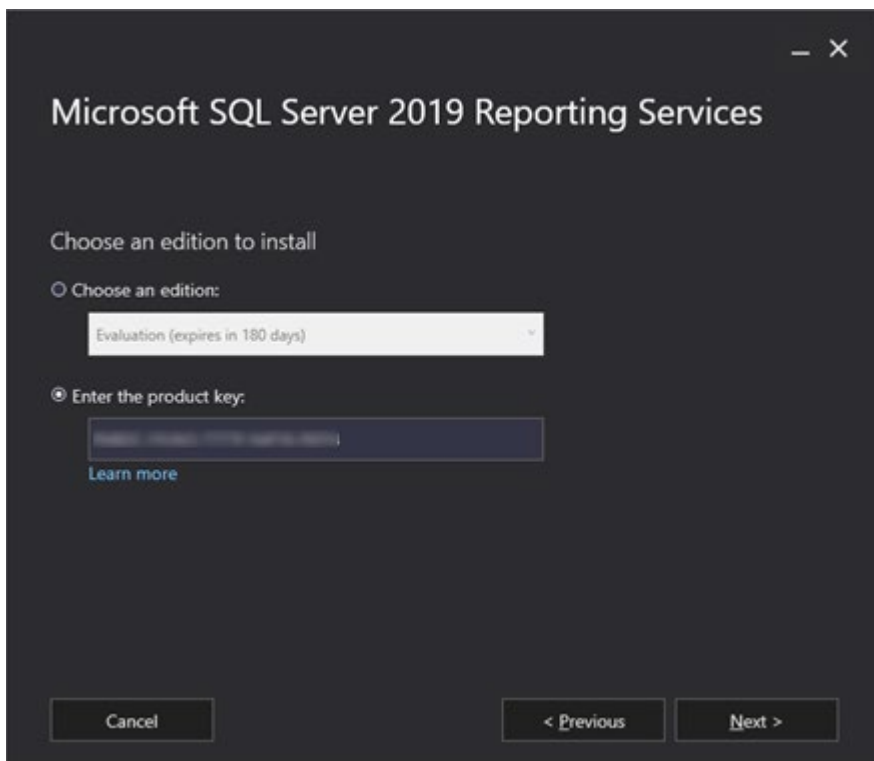 Microsoft SQL Server 2019 Reporting Services
Choose an edition to install
Choose an edition:
Evaluation (expires in 180 days)
Enter the product key:
Learn more
Cancel
< Previous
Next >